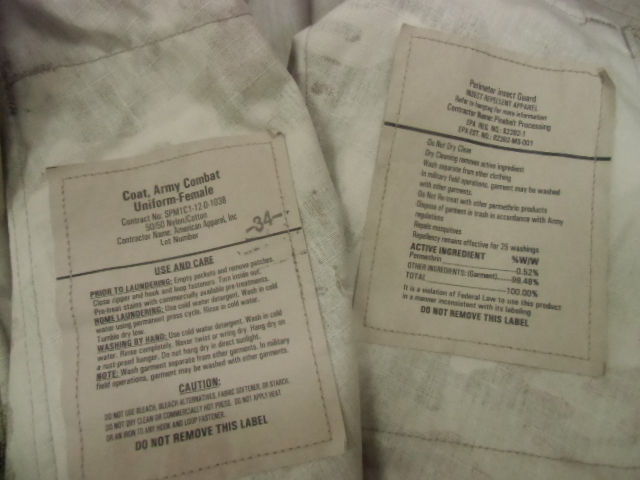 Coat, Army Combat
Uniform-Female
Contract No: SPM1C1-12-D-1038
50/50 Nylon/Cotton
Contractor Name: American Apparel, Inc
Lot Number
-34-
USE AND CARE
PRIOR TO LAUNDERING: Empty pockets and remove patches.
Close zipper and hook and loop fasteners. Turn inside out.
Pre-treat stains with commercially available pre-treatments.
HOME LAUNDERING: Use cold water detergent. Wash in cold
water using permanent press cycle. Rinse in cold water.
Tumble dry low.
WASHING BY HAND: Use cold water detergent. Wash in cold
water. Rinse completely. Never twist or wring dry. Hang dry on
a rust-proof hanger. Do not hang dry in direct sunlight.
NOTE: Wash garment separate from other garments. In military
field operations, garment may be washed with other garments.
CAUTION:
DO NOT USE BLEACH, BLEACH ALTERNATIVES, FABRIC SOFTENER, OR STARCH.
DO NOT DRY CLEAN OR COMMERCIALLY HOT PRESS. DO NOT APPLY HEAT
OR AN IRON TO ANY HOOK AND LOOP FASTENER.
DO NOT REMOVE THIS LABEL
Perimeter Insect Guard
INSECT REPELLENT APPAREL
Refer to hangtag for more information
Contractor Name: Pinebelt Processing
EPA REG. NO.: 82392-1
EPA EST. NO.: 82392-MS-001
Do Not Dry Clean
Dry Cleaning removes active ingredient
Wash separate from other clothing
In military field operations, garment may be washed
with other garments.
Do Not Re-treat with other permethrin products
Dispose of garment in trash in accordance with Army
regulations
Repels mosquitoes
Repellency remains effective for 25 washings
ACTIVE INGREDIENT %W/W
Permethrin 0.52%
OTHER INGREDIENTS: (Garment) 99.48%
TOTAL 100.00%
It is a violation of Federal Law to use this product
in a manner inconsistent with its labeling
DO NOT REMOVE THIS LABEL